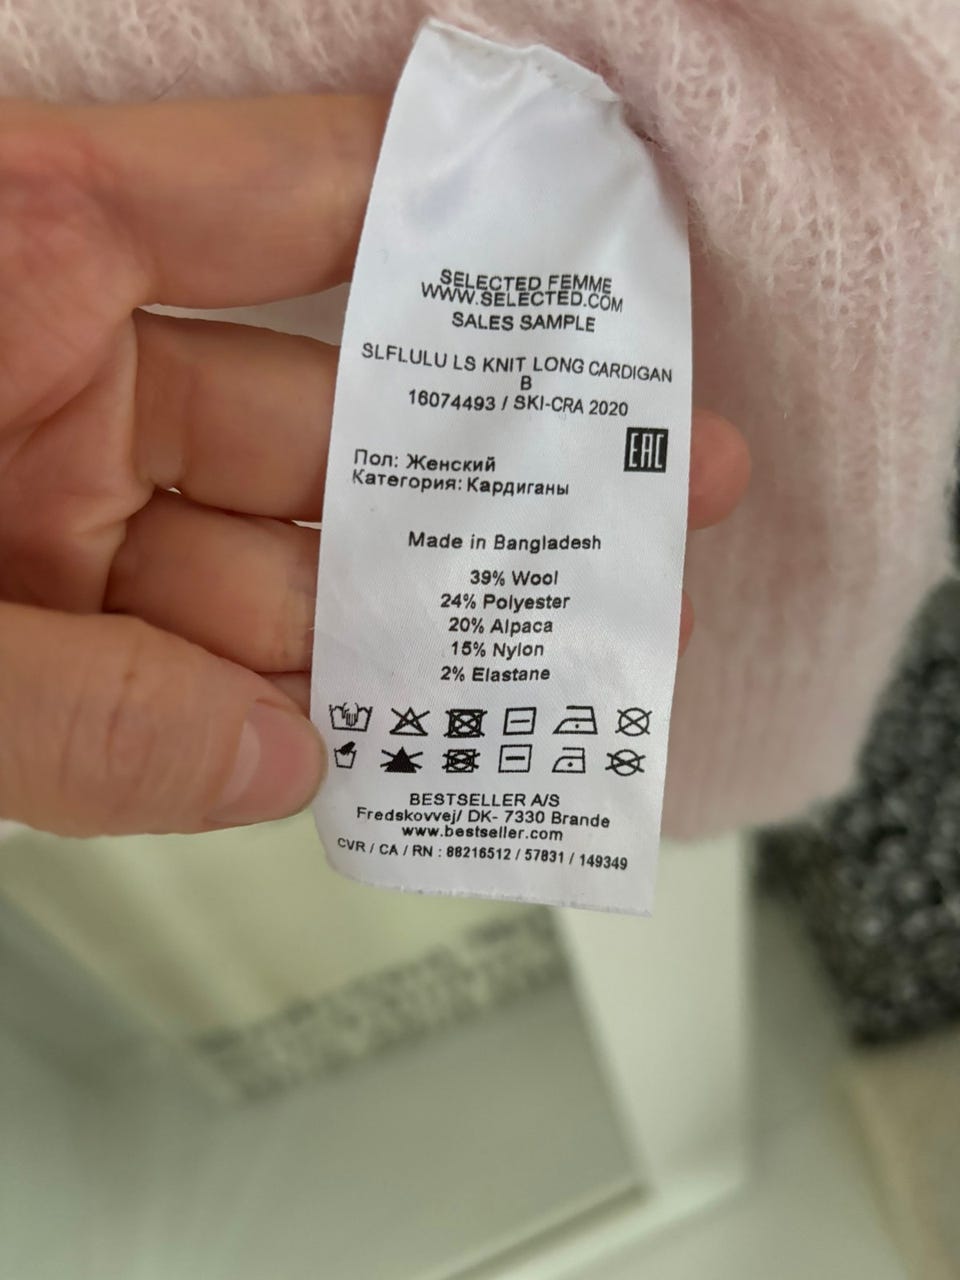 SELECTED FEMME
WWW.SELECTED.COM
SALES SAMPLE
SLFLULU LS KNIT LONG CARDIGAN
B
16074493 / SKI-CRA 2020
EAC
Пол: Женский
Категория: Кардиганы
Made in Bangladesh
39% Wool
24% Polyester
20% Alpaca
15% Nylon
2% Elastane
BESTSELLER A/S
Fredskovvej/ DK- 7330 Brande
www.bestseller.com
CVR / CA / RN : 88216512 / 57831 / 149349